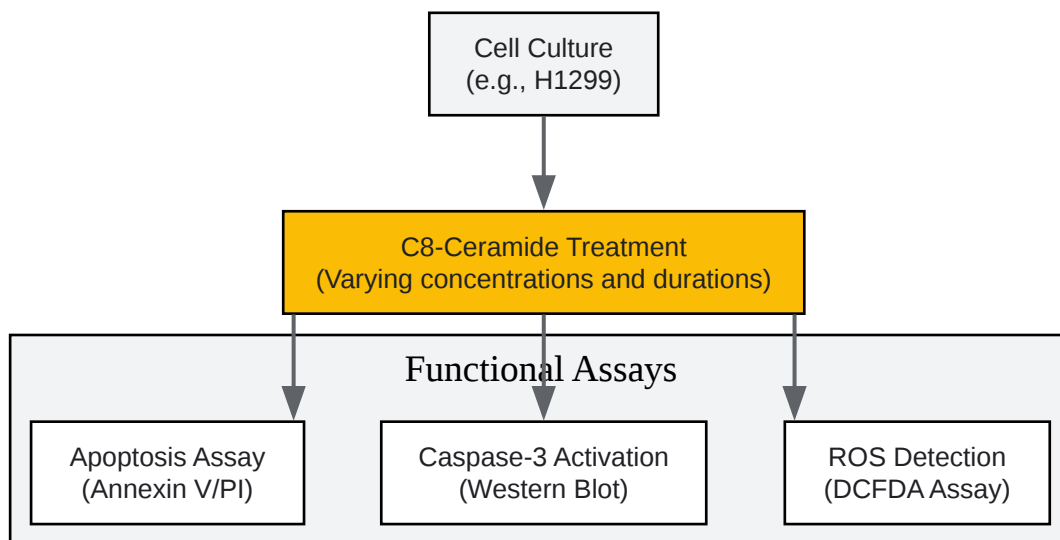 Cell Culture
(e.g., H1299)
C8-Ceramide Treatment
(Varying concentrations and durations)
Functional Assays
Apoptosis Assay
(Annexin V/PI)
Caspase-3 Activation
(Western Blot)
ROS Detection
(DCFDA Assay)